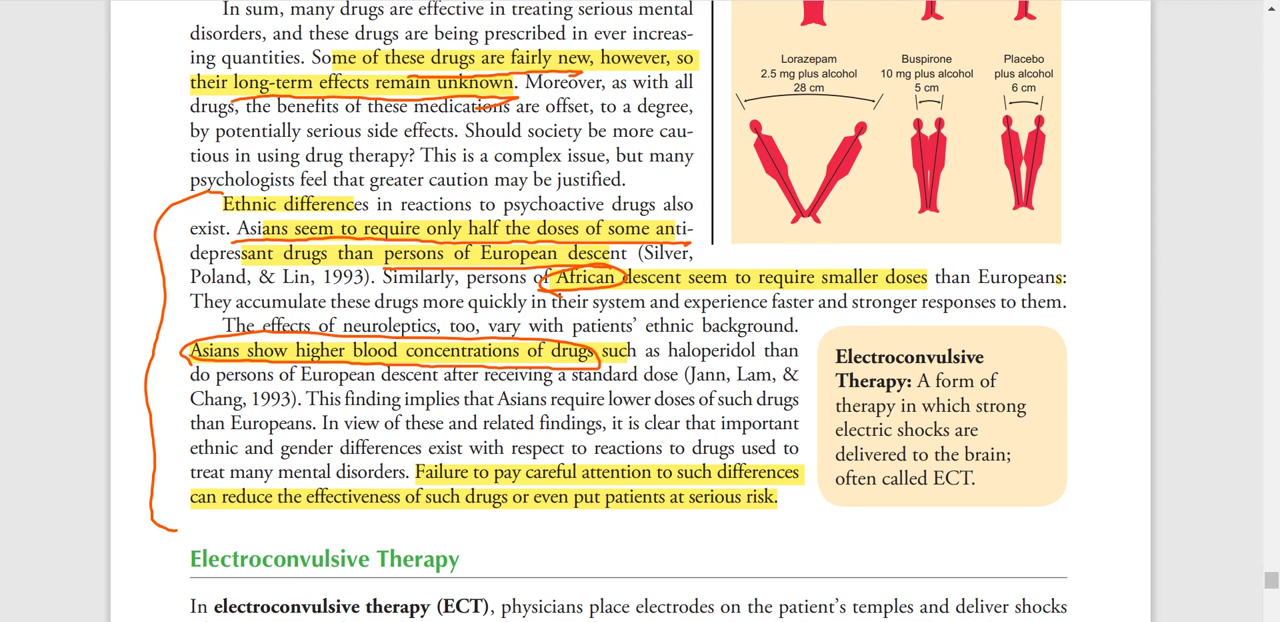 In sum, many drugs are effective in treating serious mental
disorders, and these drugs are being prescribed in ever increas-
ing quantities. Some of these drugs are fairly new, however, so
their long-term effects remain unknown. Moreover, as with all
drugs, the benefits of these medications are offset, to a degree,
by potentially serious side effects. Should society be more cau-
tious in using drug therapy? This is a complex issue, but many
psychologists feel that greater caution may be justified.
Lorazepam
2.5 mg plus alcohol
28 cm
Buspirone
10 mg plus alcohol
5 cm
Placebo
plus alcohol
6 cm
Ethnic differences in reactions to psychoactive drugs also
exist. Asians seem to require only half the doses of some anti-
depressant drugs than persons of European descent (Silver,
Poland, & Lin, 1993). Similarly, persons of African descent seem to require smaller doses than Europeans:
They accumulate these drugs more quickly in their system and experience faster and stronger responses to them.
The effects of neuroleptics, too, vary with patients’ ethnic background.
Asians show higher blood concentrations of drugs such as haloperidol than
do persons of European descent after receiving a standard dose (Jann, Lam, &
Chang, 1993). This finding implies that Asians require lower doses of such drugs
than Europeans. In view of these and related findings, it is clear that important
ethnic and gender differences exist with respect to reactions to drugs used to
treat many mental disorders. Failure to pay careful attention to such differences
can reduce the effectiveness of such drugs or even put patients at serious risk.
Electroconvulsive
Therapy: A form of
therapy in which strong
electric shocks are
delivered to the brain;
often called ECT.
Electroconvulsive Therapy
In electroconvulsive therapy (ECT), physicians place electrodes on the patient’s temples and deliver shocks